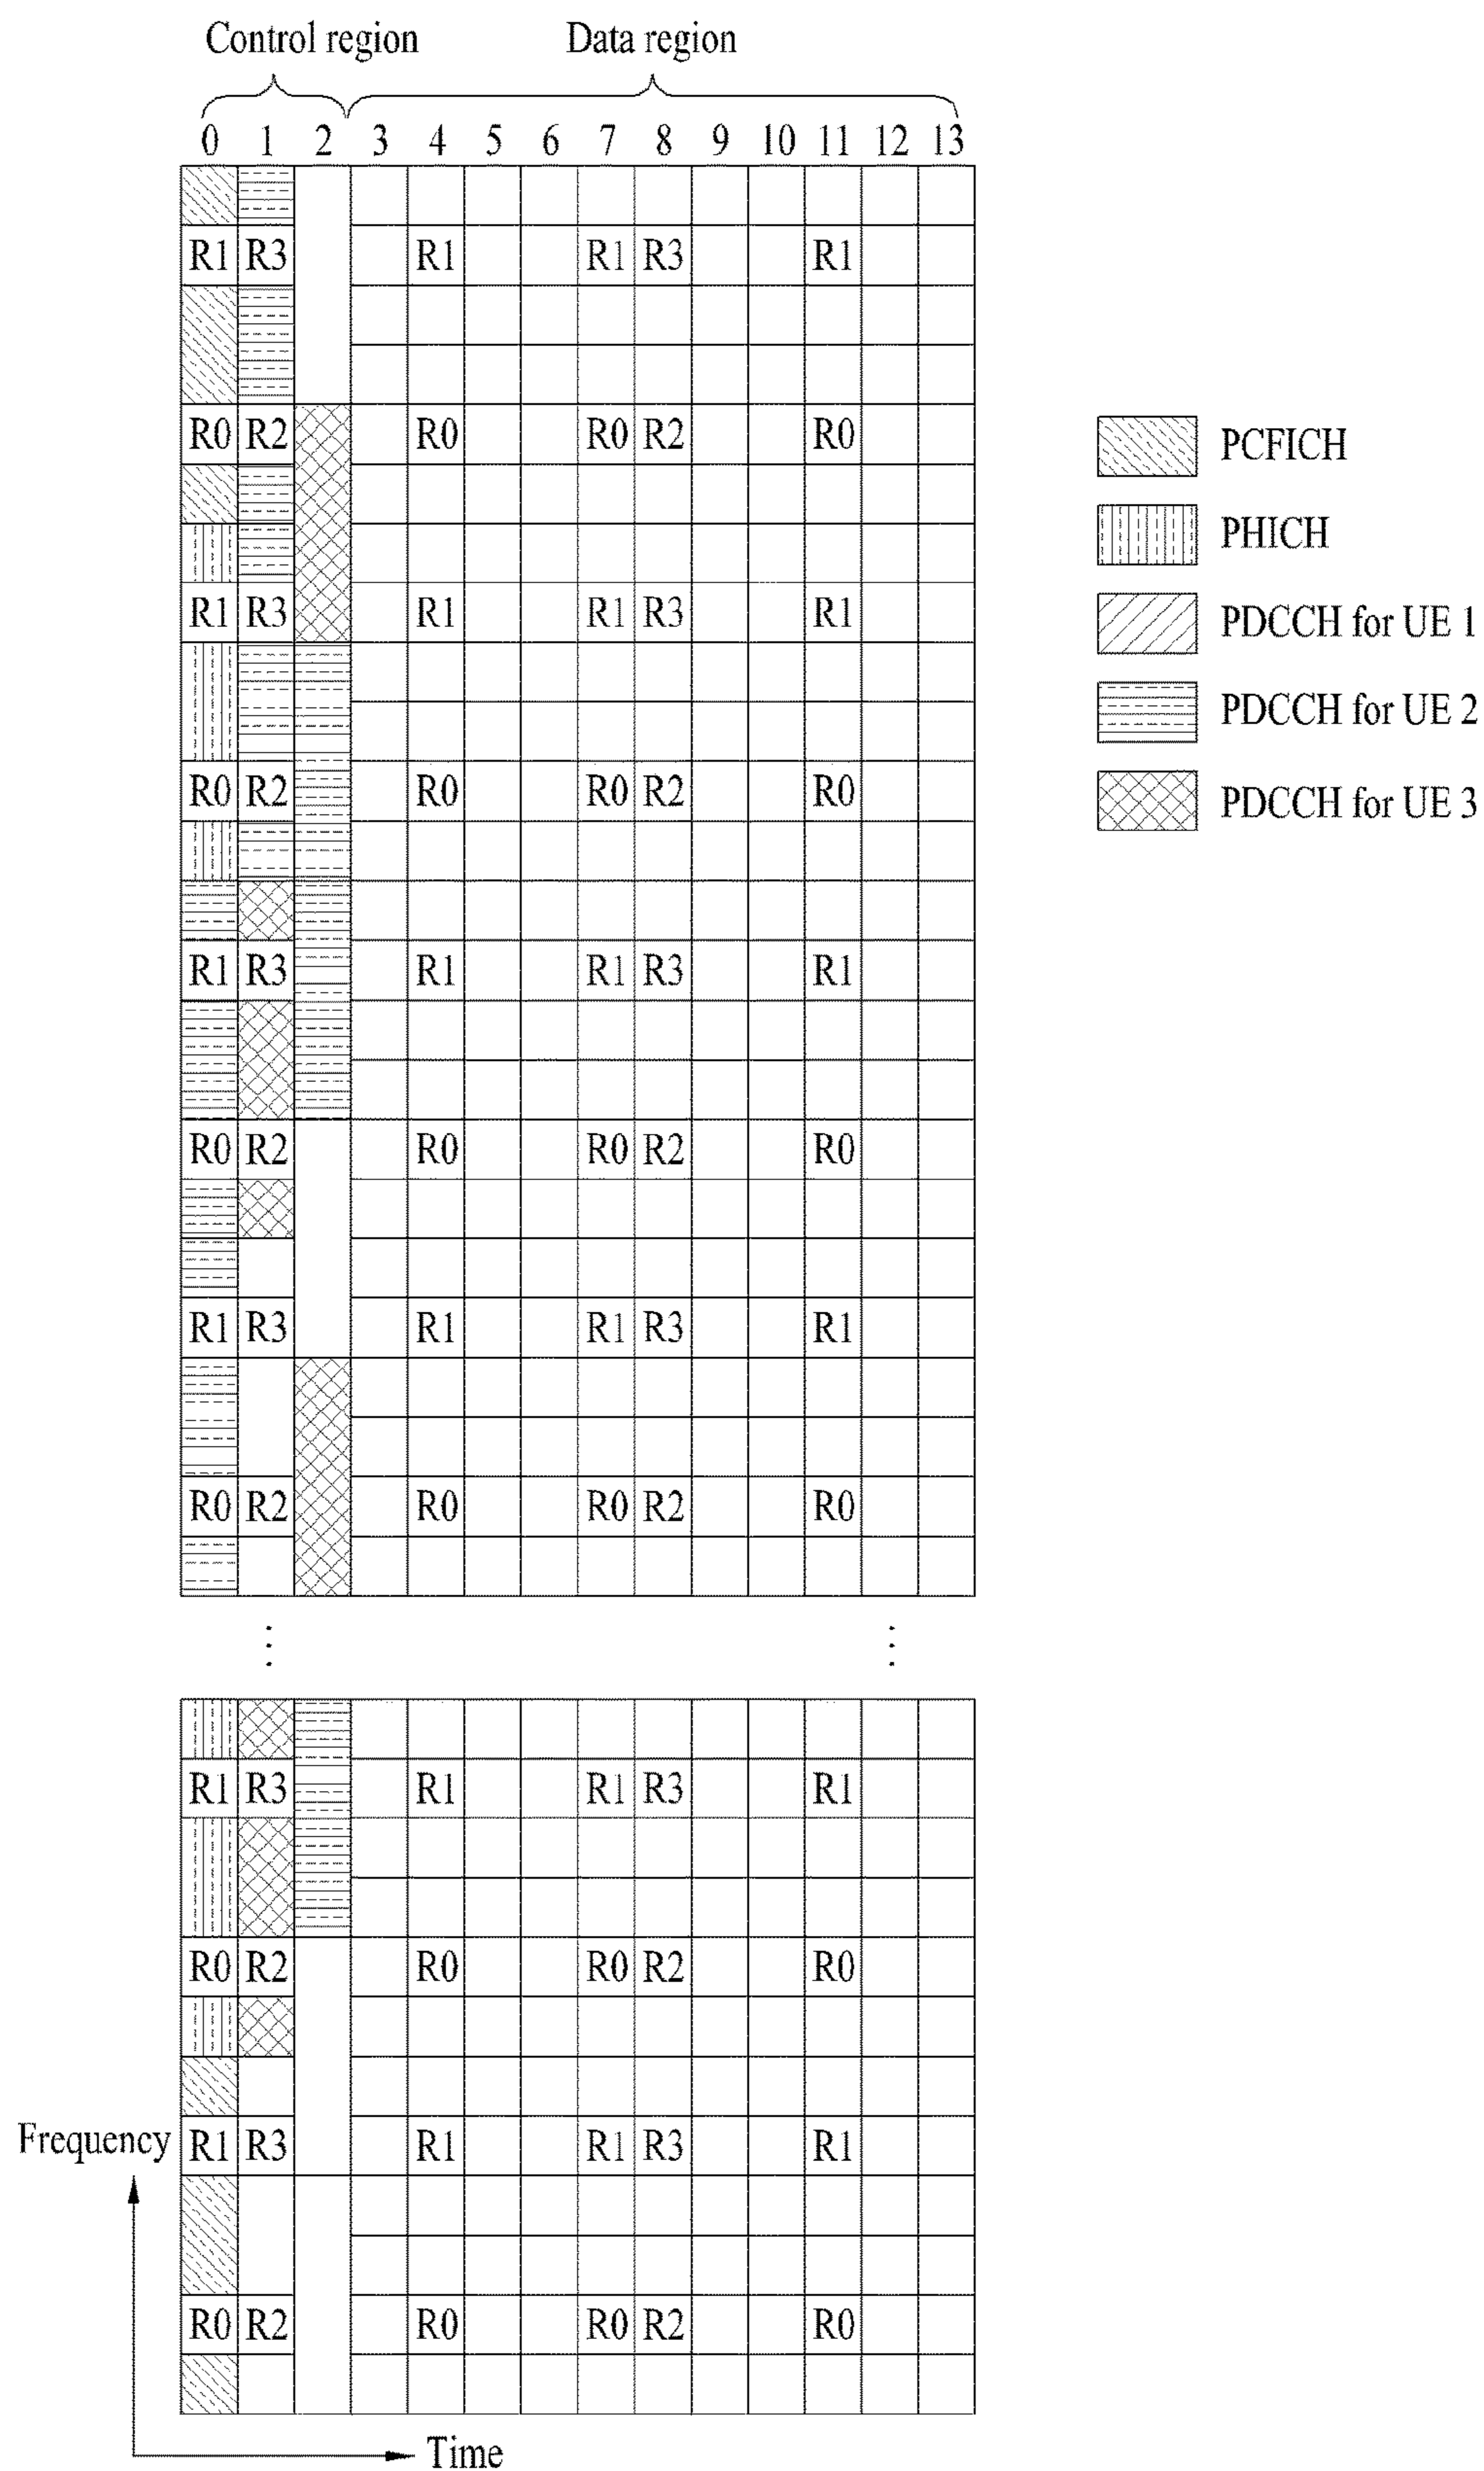 Control region Data region
0 1 2 3 4 5 6 7 8 9 10 11 12 13
R1 R3 R1 R1 R3 R1
R0 R2 R0 R0 R2 R0
PCFICH
PHICH
R1 R3 R1 R1 R3 R1
PDCCH for UE 1
PDCCH for UE 2
R0 R2 R0 R0 R2 R0
PDCCH for UE 3
R1 R3 R1 R1 R3 R1
R0 R2 R0 R0 R2 R0
R1 R3 R1 R1 R3 R1
R0 R2 R0 R0 R2 R0
R1 R3 R1 R1 R3 R1
R0 R2 R0 R0 R2 R0
Frequency R1 R3 R1 R1 R3 R1
R0 R2 R0 R0 R2 R0
Time